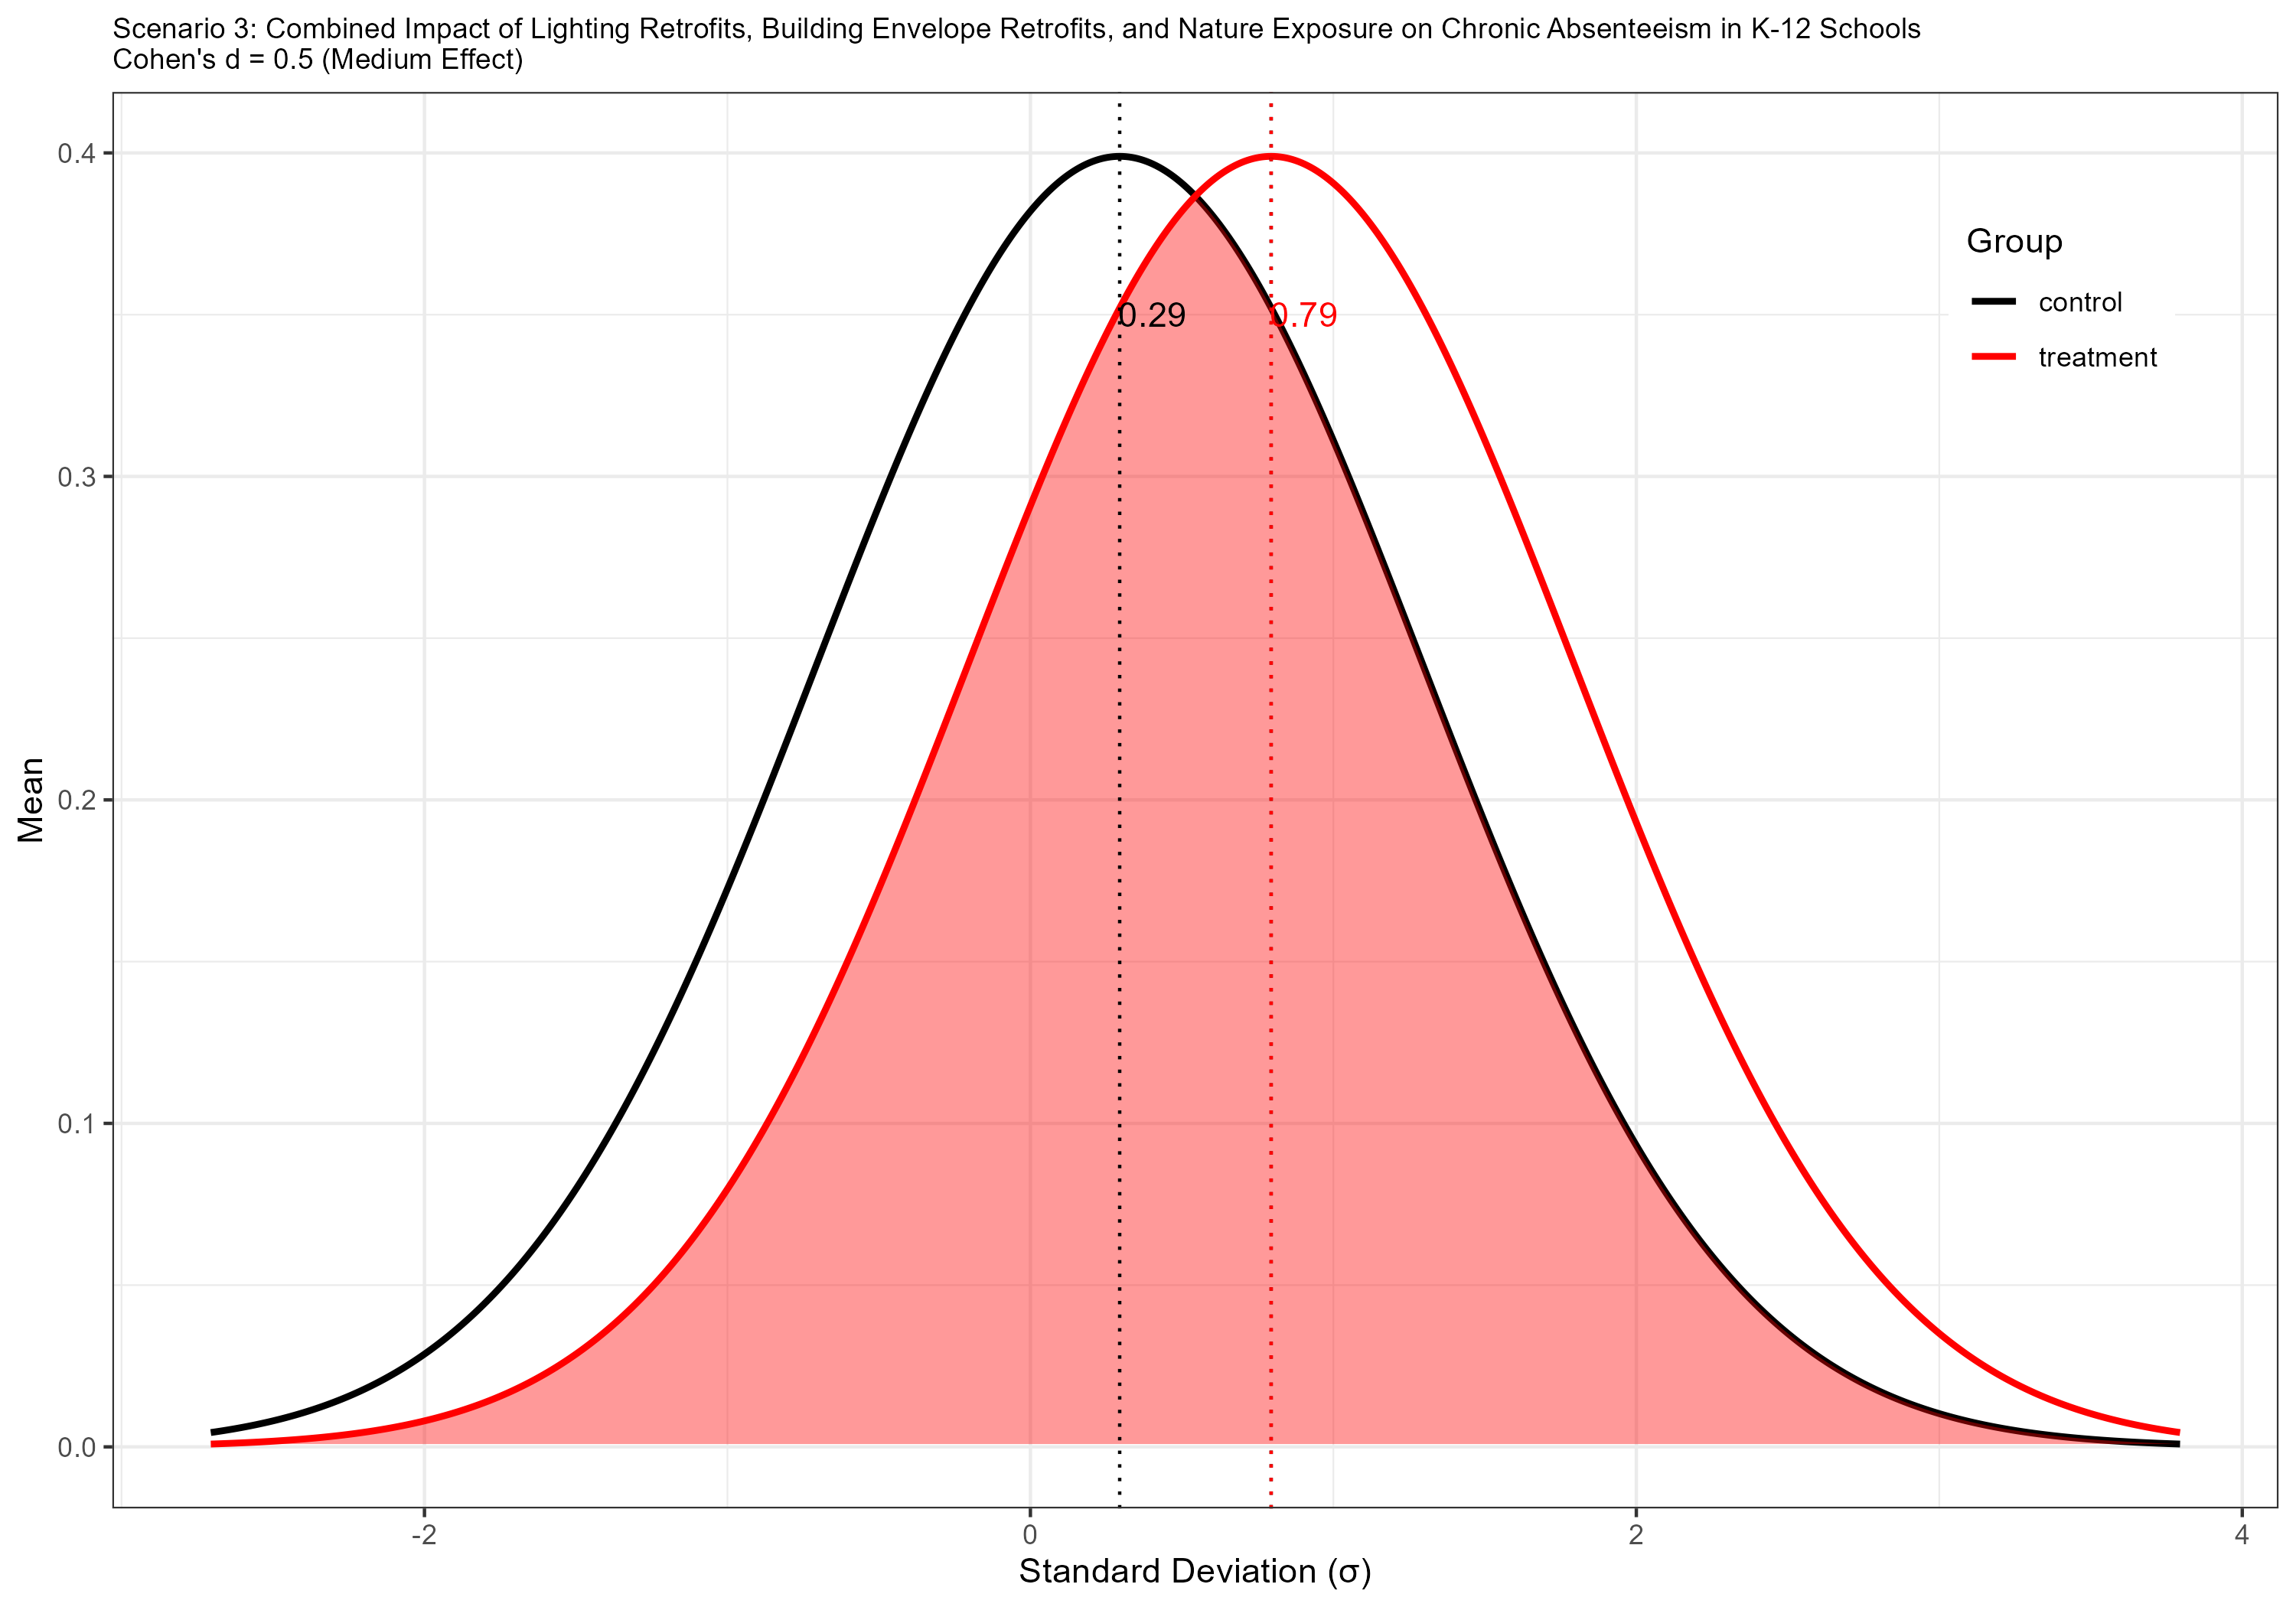 Scenario 3: Combined Impact of Lighting Retrofits, Building Envelope Retrofits, and Nature Exposure on Chronic Absenteeism in K-12 Schools
Cohen's d = 0.5 (Medium Effect)
0.4
0.3
0.2
0.1
0.0
Mean
0.29
0.79
Group
control
treatment
-2
0
2
4
Standard Deviation (σ)